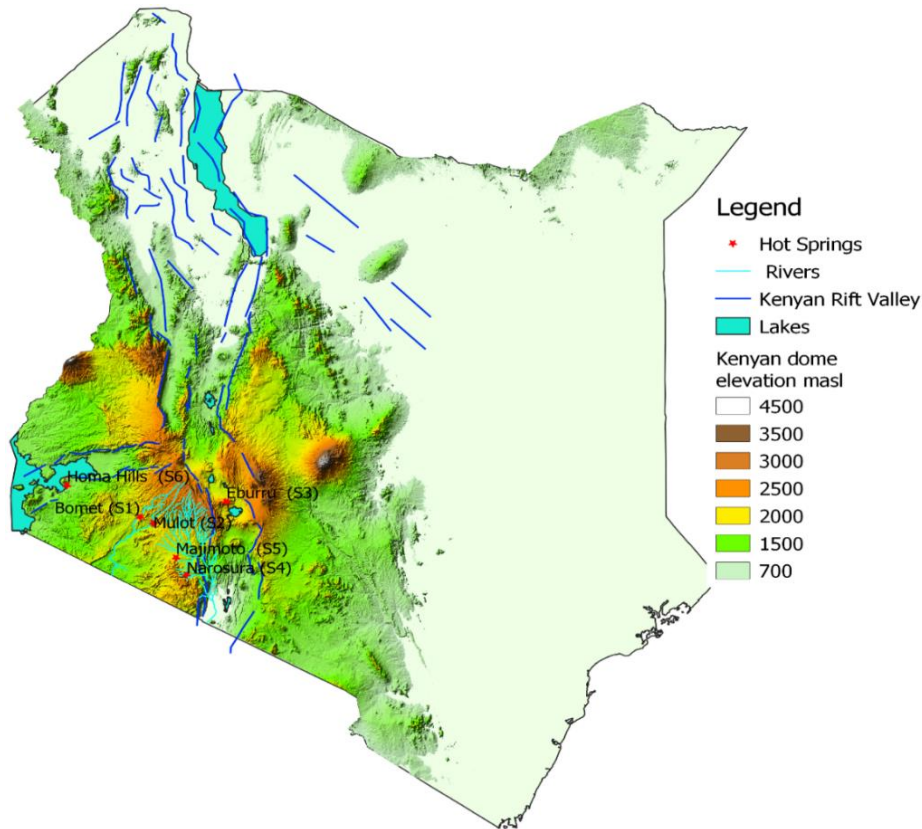 Legend
Hot Springs
Rivers
Kenyan Rift Valley
Lakes
Kenyan dome
elevation masl
4500
3500
3000
2500
2000
1500
700
Homa Hills (S6)
Eburru (S3)
Bomet (S1)
Mulot (S2)
Majimoto (S5)
Narosura (S4)